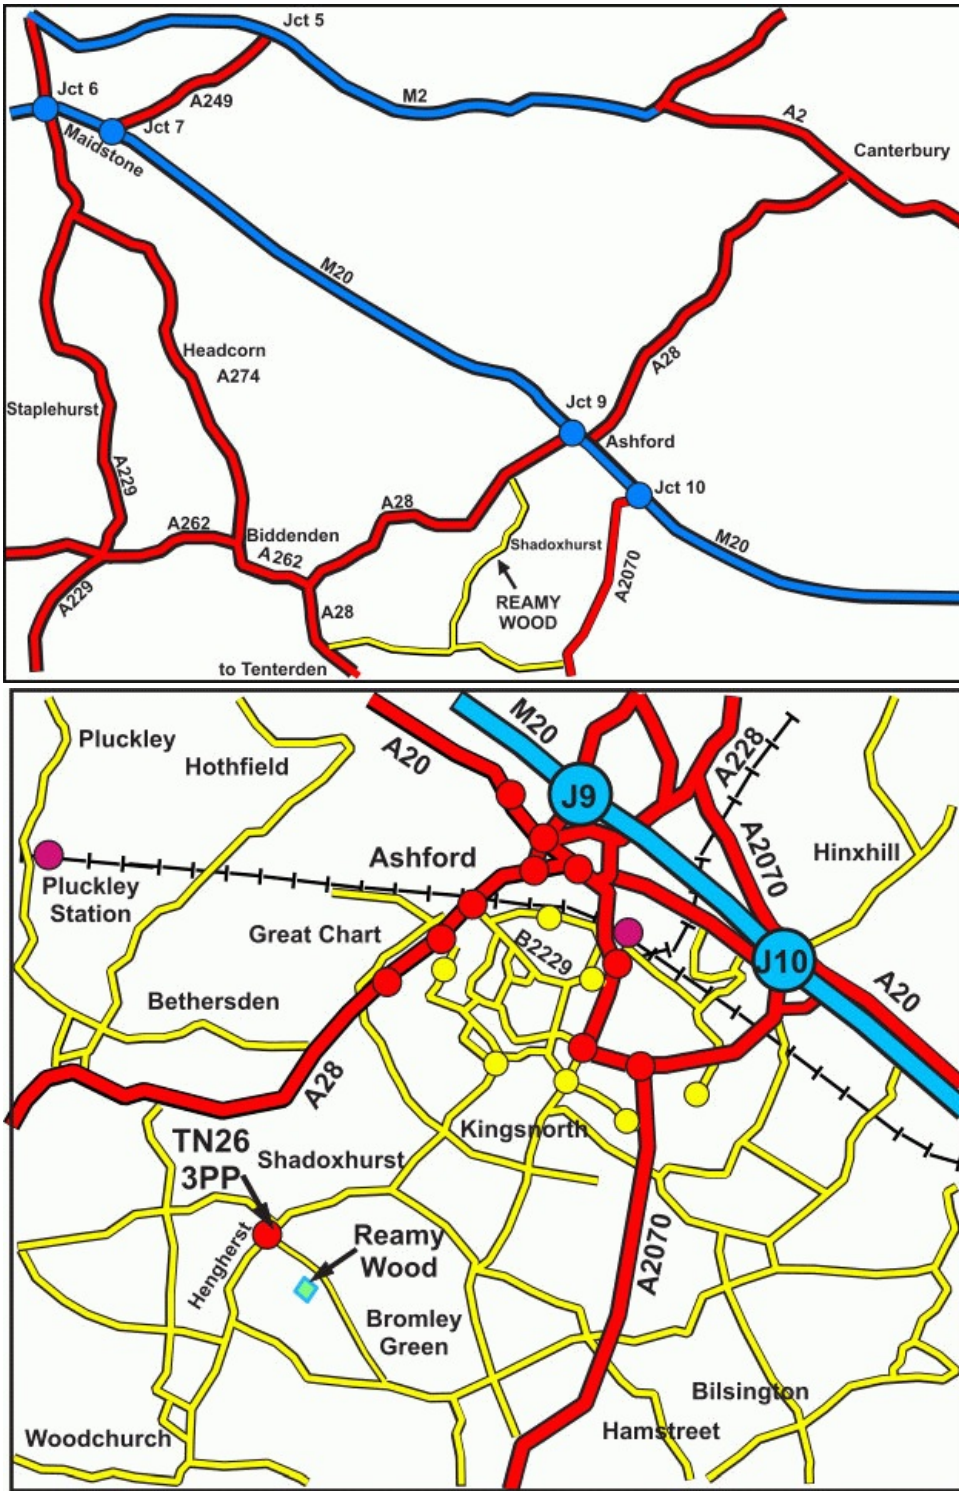 Jct 5
Jct 6
A249
M2
A2
Jct 7
Maidstone
Canterbury
M20
Headcorn
A274
A28
Jct 9
Staplehurst
Ashford
A229
Jct 10
A28
A262
Biddenden
Shadoxhurst
M20
A262
A2070
A229
REAMY
WOOD
A28
to Tenterden
Pluckley
M20
A20
A228
Hothfield
J9
Ashford
A2070
Hinxhill
Pluckley
Station
Great Chart
B2229
J10
A20
Bethersden
A28
TN26
3PP
Kingsnorth
Shadoxhurst
Hengherst
Reamy
Wood
A2070
Bromley
Green
Bilsington
Woodchurch
Hamstreet